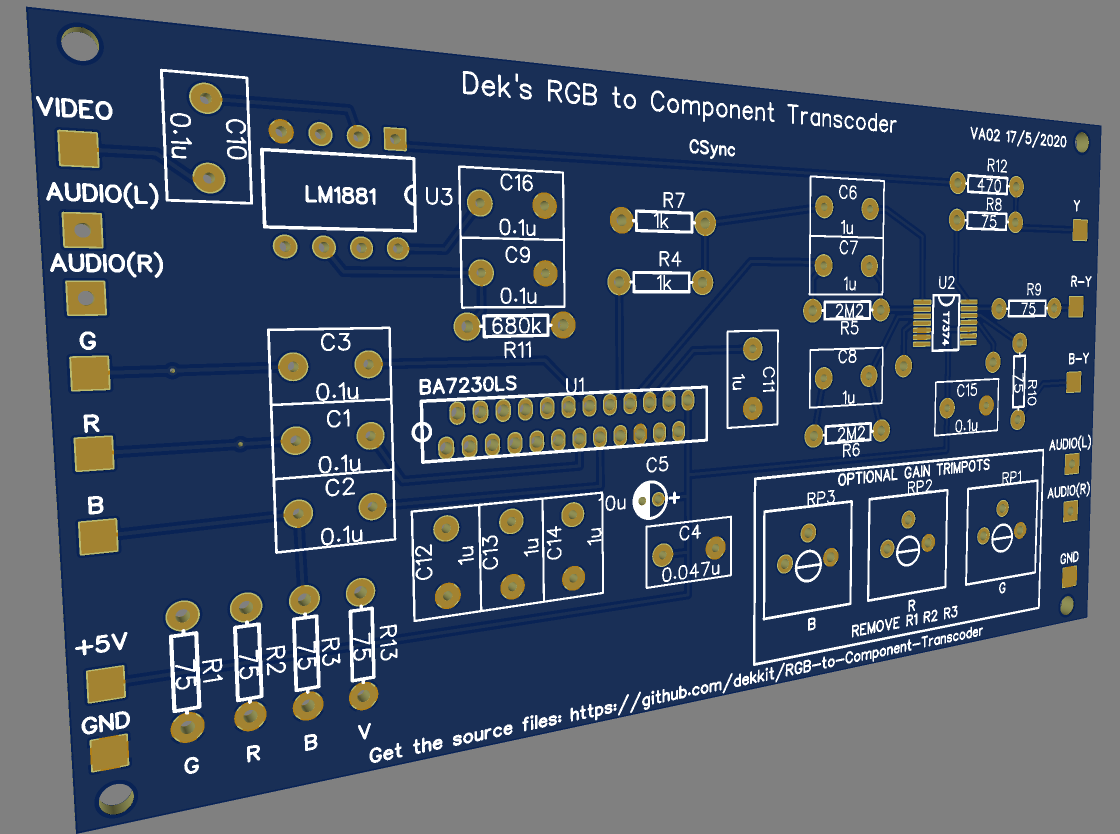 Dek's RGB to Component Transcoder
VA02 17/5/2020
CSync
VIDEO
AUDIO(L)
AUDIO(R)
G
R
B
+5V
GND
C10
0.1u
LM1881
U3
C16
0.1u
C9
0.1u
680k
R11
R7
1k
R4
1k
C6
1u
C7
1u
2M2
R5
C8
1u
2M2
R6
R12
470
R8
75
Y
U2
T7374
R9
75
R-Y
B-Y
75
R10
C15
0.1u
C3
0.1u
C1
0.1u
C2
0.1u
BA7230LS
U1
C11
1u
C5
0u
+
C4
0.047u
C12
1u
C13
1u
C14
1u
OPTIONAL GAIN TRIMPOTS
RP3
RP2
RP1
B
R
G
REMOVE R1 R2 R3
AUDIO(L)
AUDIO(R)
GND
75
R1
75
R2
75
R3
75
R13
G
R
B
V
Get the source files: https://github.com/dekkit/RGB-to-Component-Transcoder